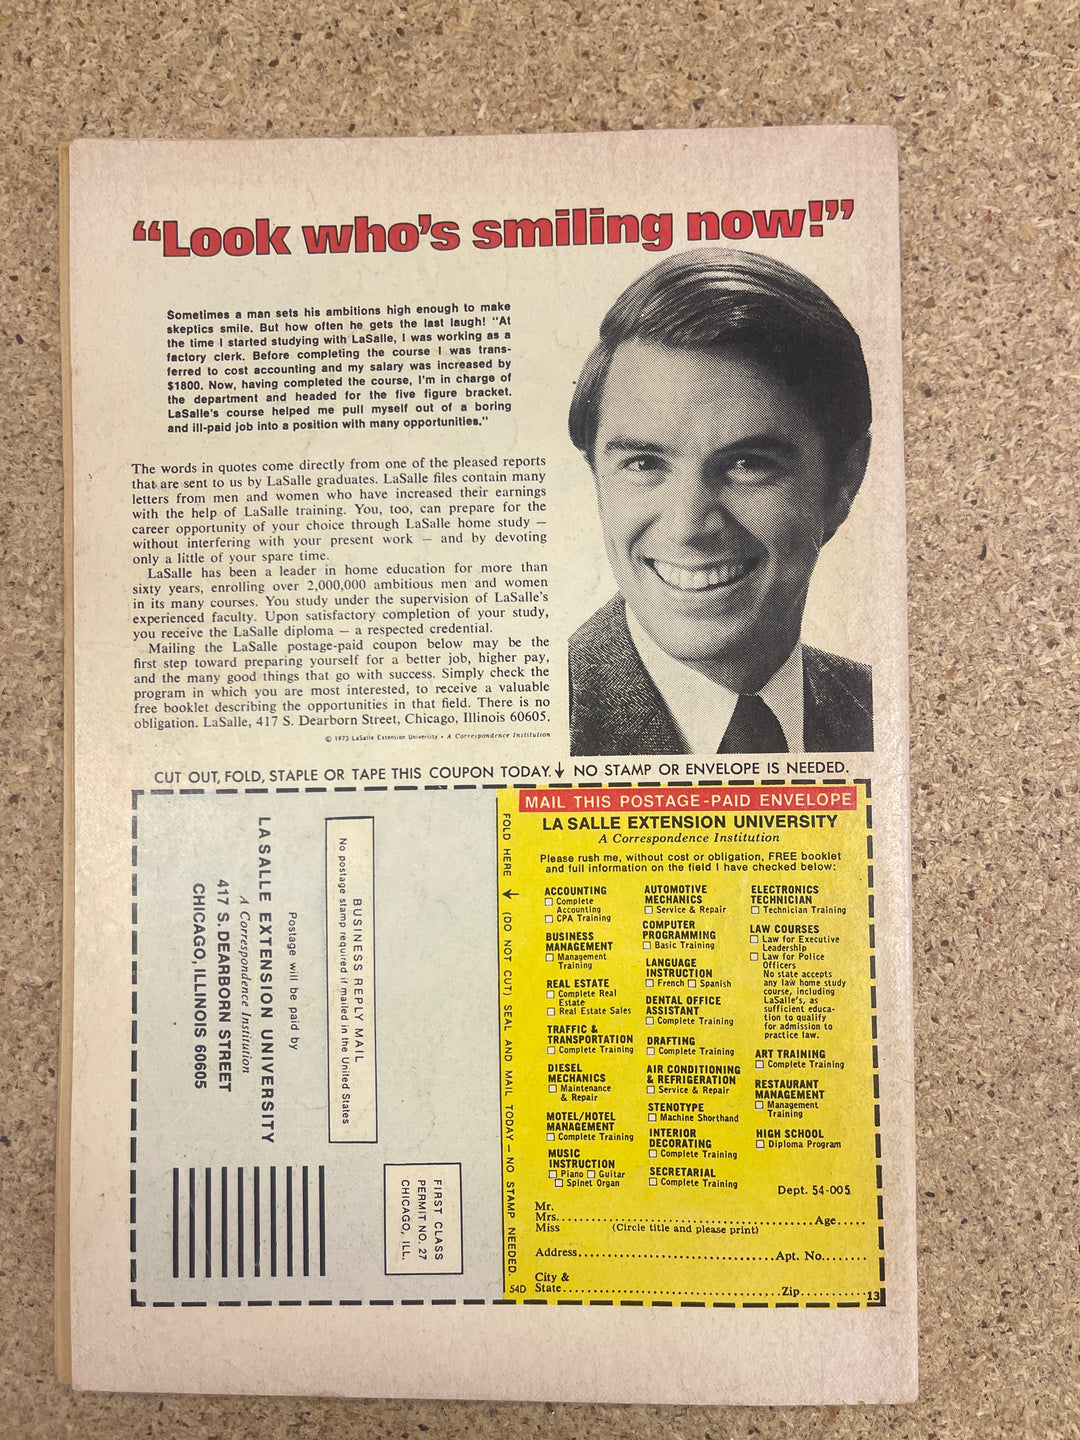 “Look who’s smiling now!”
Sometimes a man sets his ambitions high enough to make
skeptics smile. But how often he gets the last laugh! “At
the time I started studying with LaSalle, I was working as a
factory clerk. Before completing the course I was trans-
ferred to cost accounting and my salary was increased by
$1800. Now, having completed the course, I’m in charge of
the department and headed for the five figure bracket.
LaSalle’s course helped me pull myself out of a boring
and ill-paid job into a position with many opportunities.”
The words in quotes come directly from one of the pleased reports
that are sent to us by LaSalle graduates. LaSalle files contain many
letters from men and women who have increased their earnings
with the help of LaSalle training. You, too, can prepare for the
career opportunity of your choice through LaSalle home study —
without interfering with your present work — and by devoting
only a little of your spare time.
LaSalle has been a leader in home education for more than
sixty years, enrolling over 2,000,000 ambitious men and women
in its many courses. You study under the supervision of LaSalle’s
experienced faculty. Upon satisfactory completion of your study,
you receive the LaSalle diploma — a respected credential.
Mailing the LaSalle postage-paid coupon below may be the
first step toward preparing yourself for a better job, higher pay,
and the many good things that go with success. Simply check the
program in which you are most interested, to receive a valuable
free booklet describing the opportunities in that field. There is no
obligation. LaSalle, 417 S. Dearborn Street, Chicago, Illinois 60605.
© 1973 LaSalle Extension University • A Correspondence Institution
CUT OUT, FOLD, STAPLE OR TAPE THIS COUPON TODAY. ↓ NO STAMP OR ENVELOPE IS NEEDED.
BUSINESS REPLY MAIL
No postage stamp required if mailed in the United States
Postage will be paid by
LA SALLE EXTENSION UNIVERSITY
A Correspondence Institution
417 S. DEARBORN STREET
CHICAGO, ILLINOIS 60605
FIRST CLASS
PERMIT NO. 27
CHICAGO, ILL.
FOLD HERE ↓ (DO NOT CUT) SEAL AND MAIL TODAY — NO STAMP NEEDED.
MAIL THIS POSTAGE-PAID ENVELOPE
LA SALLE EXTENSION UNIVERSITY
A Correspondence Institution
Please rush me, without cost or obligation, FREE booklet
and full information on the field I have checked below:
ACCOUNTING
☐ Complete
Accounting
☐ CPA Training
BUSINESS
MANAGEMENT
☐ Management
Training
REAL ESTATE
☐ Complete Real
Estate
☐ Real Estate Sales
TRAFFIC &
TRANSPORTATION
☐ Complete Training
DIESEL
MECHANICS
☐ Maintenance
& Repair
MOTEL/HOTEL
MANAGEMENT
☐ Complete Training
MUSIC
INSTRUCTION
☐ Piano ☐ Guitar
☐ Spinet Organ
AUTOMOTIVE
MECHANICS
☐ Service & Repair
COMPUTER
PROGRAMMING
☐ Basic Training
LANGUAGE
INSTRUCTION
☐ French ☐ Spanish
DENTAL OFFICE
ASSISTANT
☐ Complete Training
DRAFTING
☐ Complete Training
AIR CONDITIONING
& REFRIGERATION
☐ Service & Repair
STENOTYPE
☐ Machine Shorthand
INTERIOR
DECORATING
☐ Complete Training
SECRETARIAL
☐ Complete Training
ELECTRONICS
TECHNICIAN
☐ Technician Training
LAW COURSES
☐ Law for Executive
Leadership
☐ Law for Police
Officers
No state accepts
any law home study
course, including
LaSalle’s, as
sufficient educa-
tion to qualify
for admission to
practice law.
ART TRAINING
☐ Complete Training
RESTAURANT
MANAGEMENT
☐ Management
Training
HIGH SCHOOL
☐ Diploma Program
Dept. 54-005
Mr.
Mrs. Age
Miss (Circle title and please print)
Address Apt. No.
City &
State Zip
54D
13